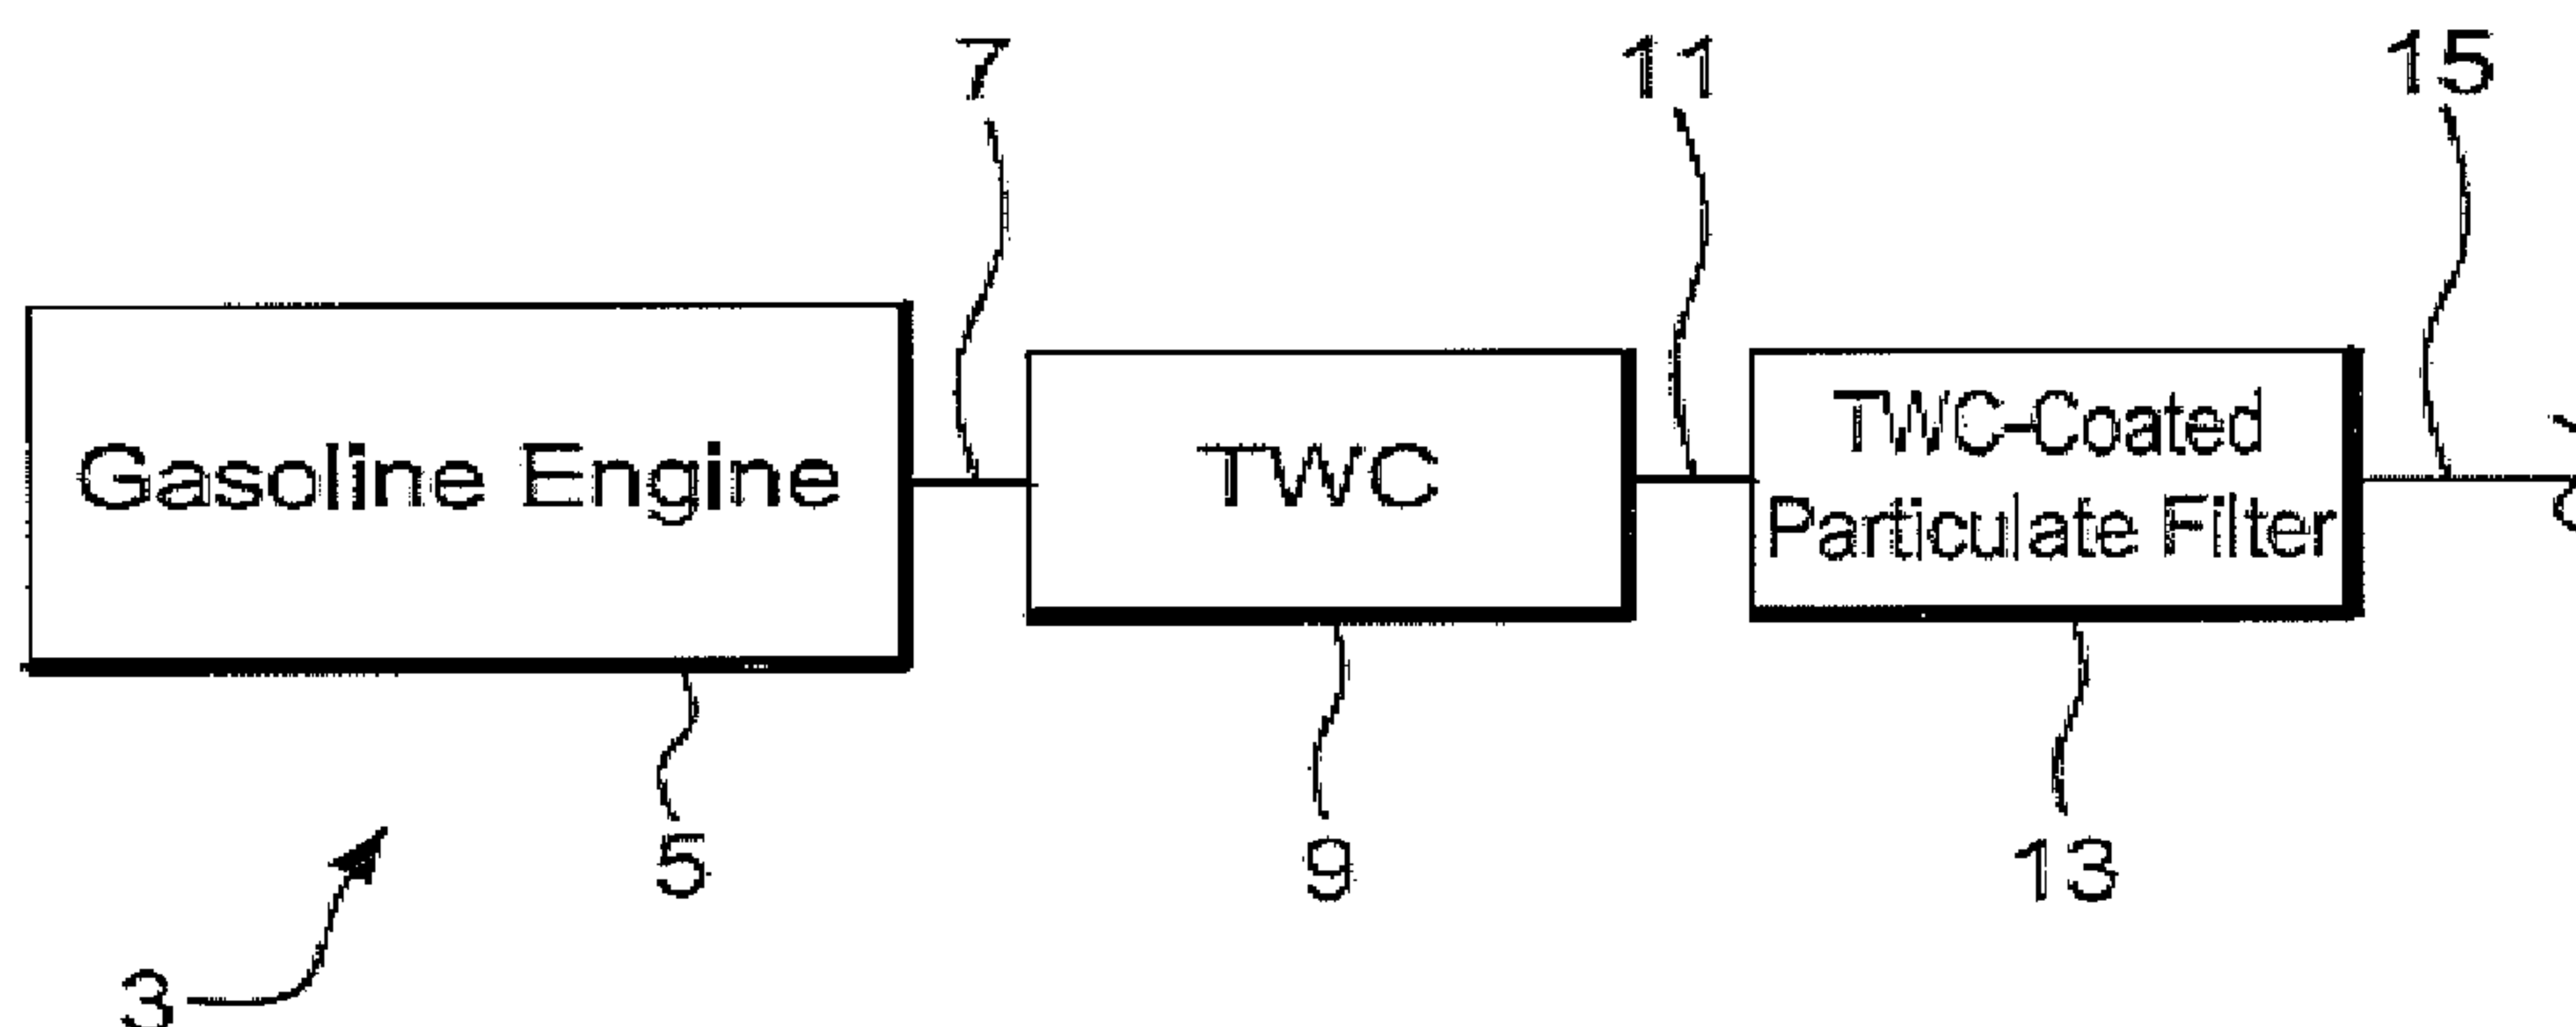 7 11 15
Gasoline Engine
TWC
TWC-Coated
Particulate Filter
5 9 13
3